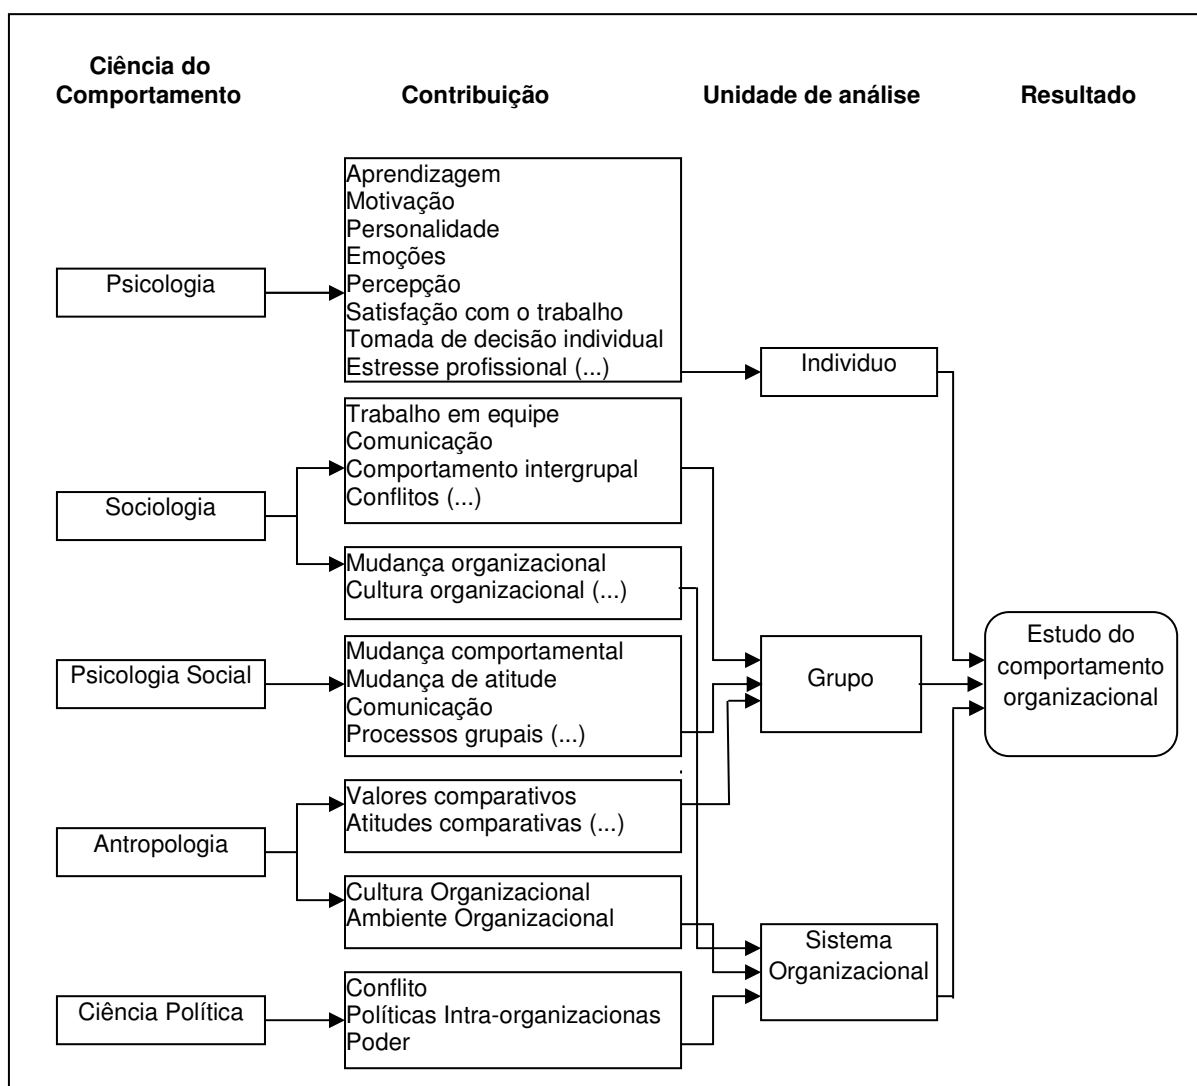 Ciência do
Comportamento
Contribuição
Unidade de análise
Resultado
Psicologia
Aprendizagem
Motivação
Personalidade
Emoções
Percepção
Satisfação com o trabalho
Tomada de decisão individual
Estresse profissional (...)
Individuo
Sociologia
Trabalho em equipe
Comunicação
Comportamento intergrupal
Conflitos (...)
Mudança organizacional
Cultura organizacional (...)
Psicologia Social
Mudança comportamental
Mudança de atitude
Comunicação
Processos grupais (...)
Grupo
Estudo do
comportamento
organizacional
Antropologia
Valores comparativos
Atitudes comparativas (...)
Cultura Organizacional
Ambiente Organizacional
Sistema
Organizacional
Ciência Política
Conflito
Políticas Intra-organizacionas
Poder